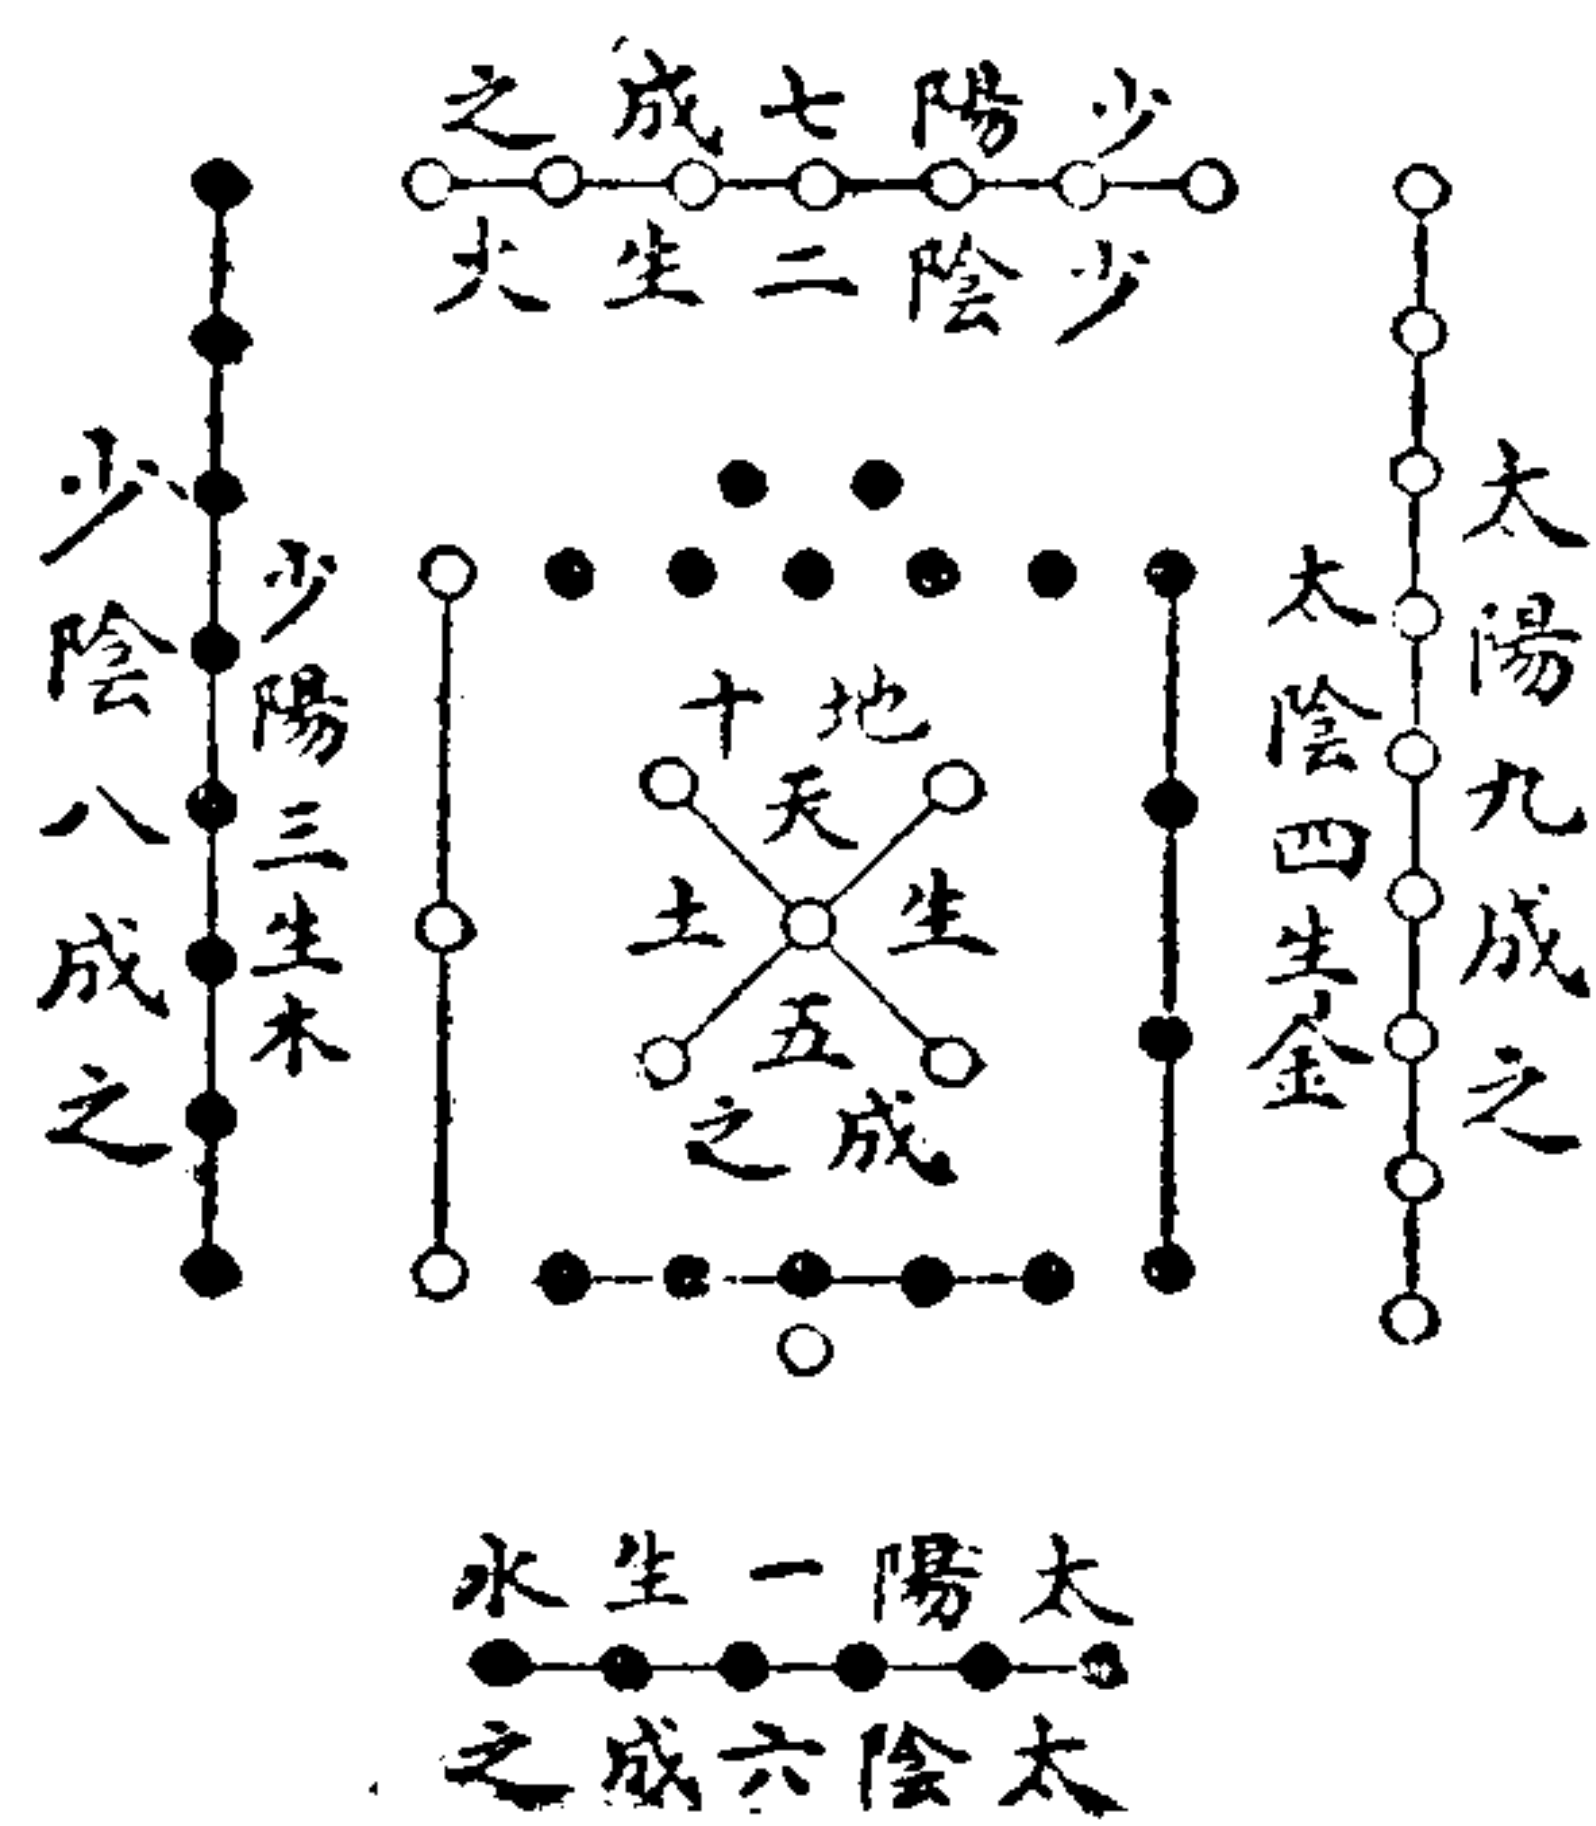 少陽七成之
少陰二生火
太陽九成之
太陰四生金
地十
天
生
土
五
成之
少陽三生木
少陰八成之
太陽一生水
太陰六成之